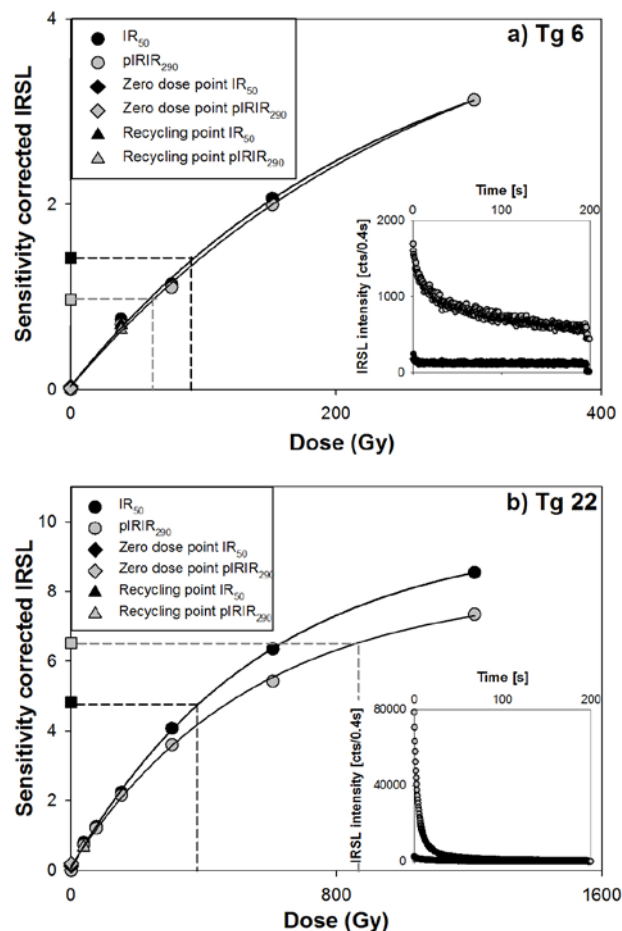 a) Tg 6
IR50
pIRIR290
Zero dose point IR50
Zero dose point pIRIR290
Recycling point IR50
Recycling point pIRIR290
Sensitivity corrected IRSL
4
2
0
0
200
400
Dose (Gy)
Time [s]
0
100
200
IRSL intensity [cts/0.4s]
2000
1000
0
b) Tg 22
IR50
pIRIR290
Zero dose point IR50
Zero dose point pIRIR290
Recycling point IR50
Recycling point pIRIR290
Sensitivity corrected IRSL
10
8
6
4
2
0
0
800
1600
Dose (Gy)
Time [s]
0
100
200
IRSL intensity [cts/0.4s]
80000
40000
0